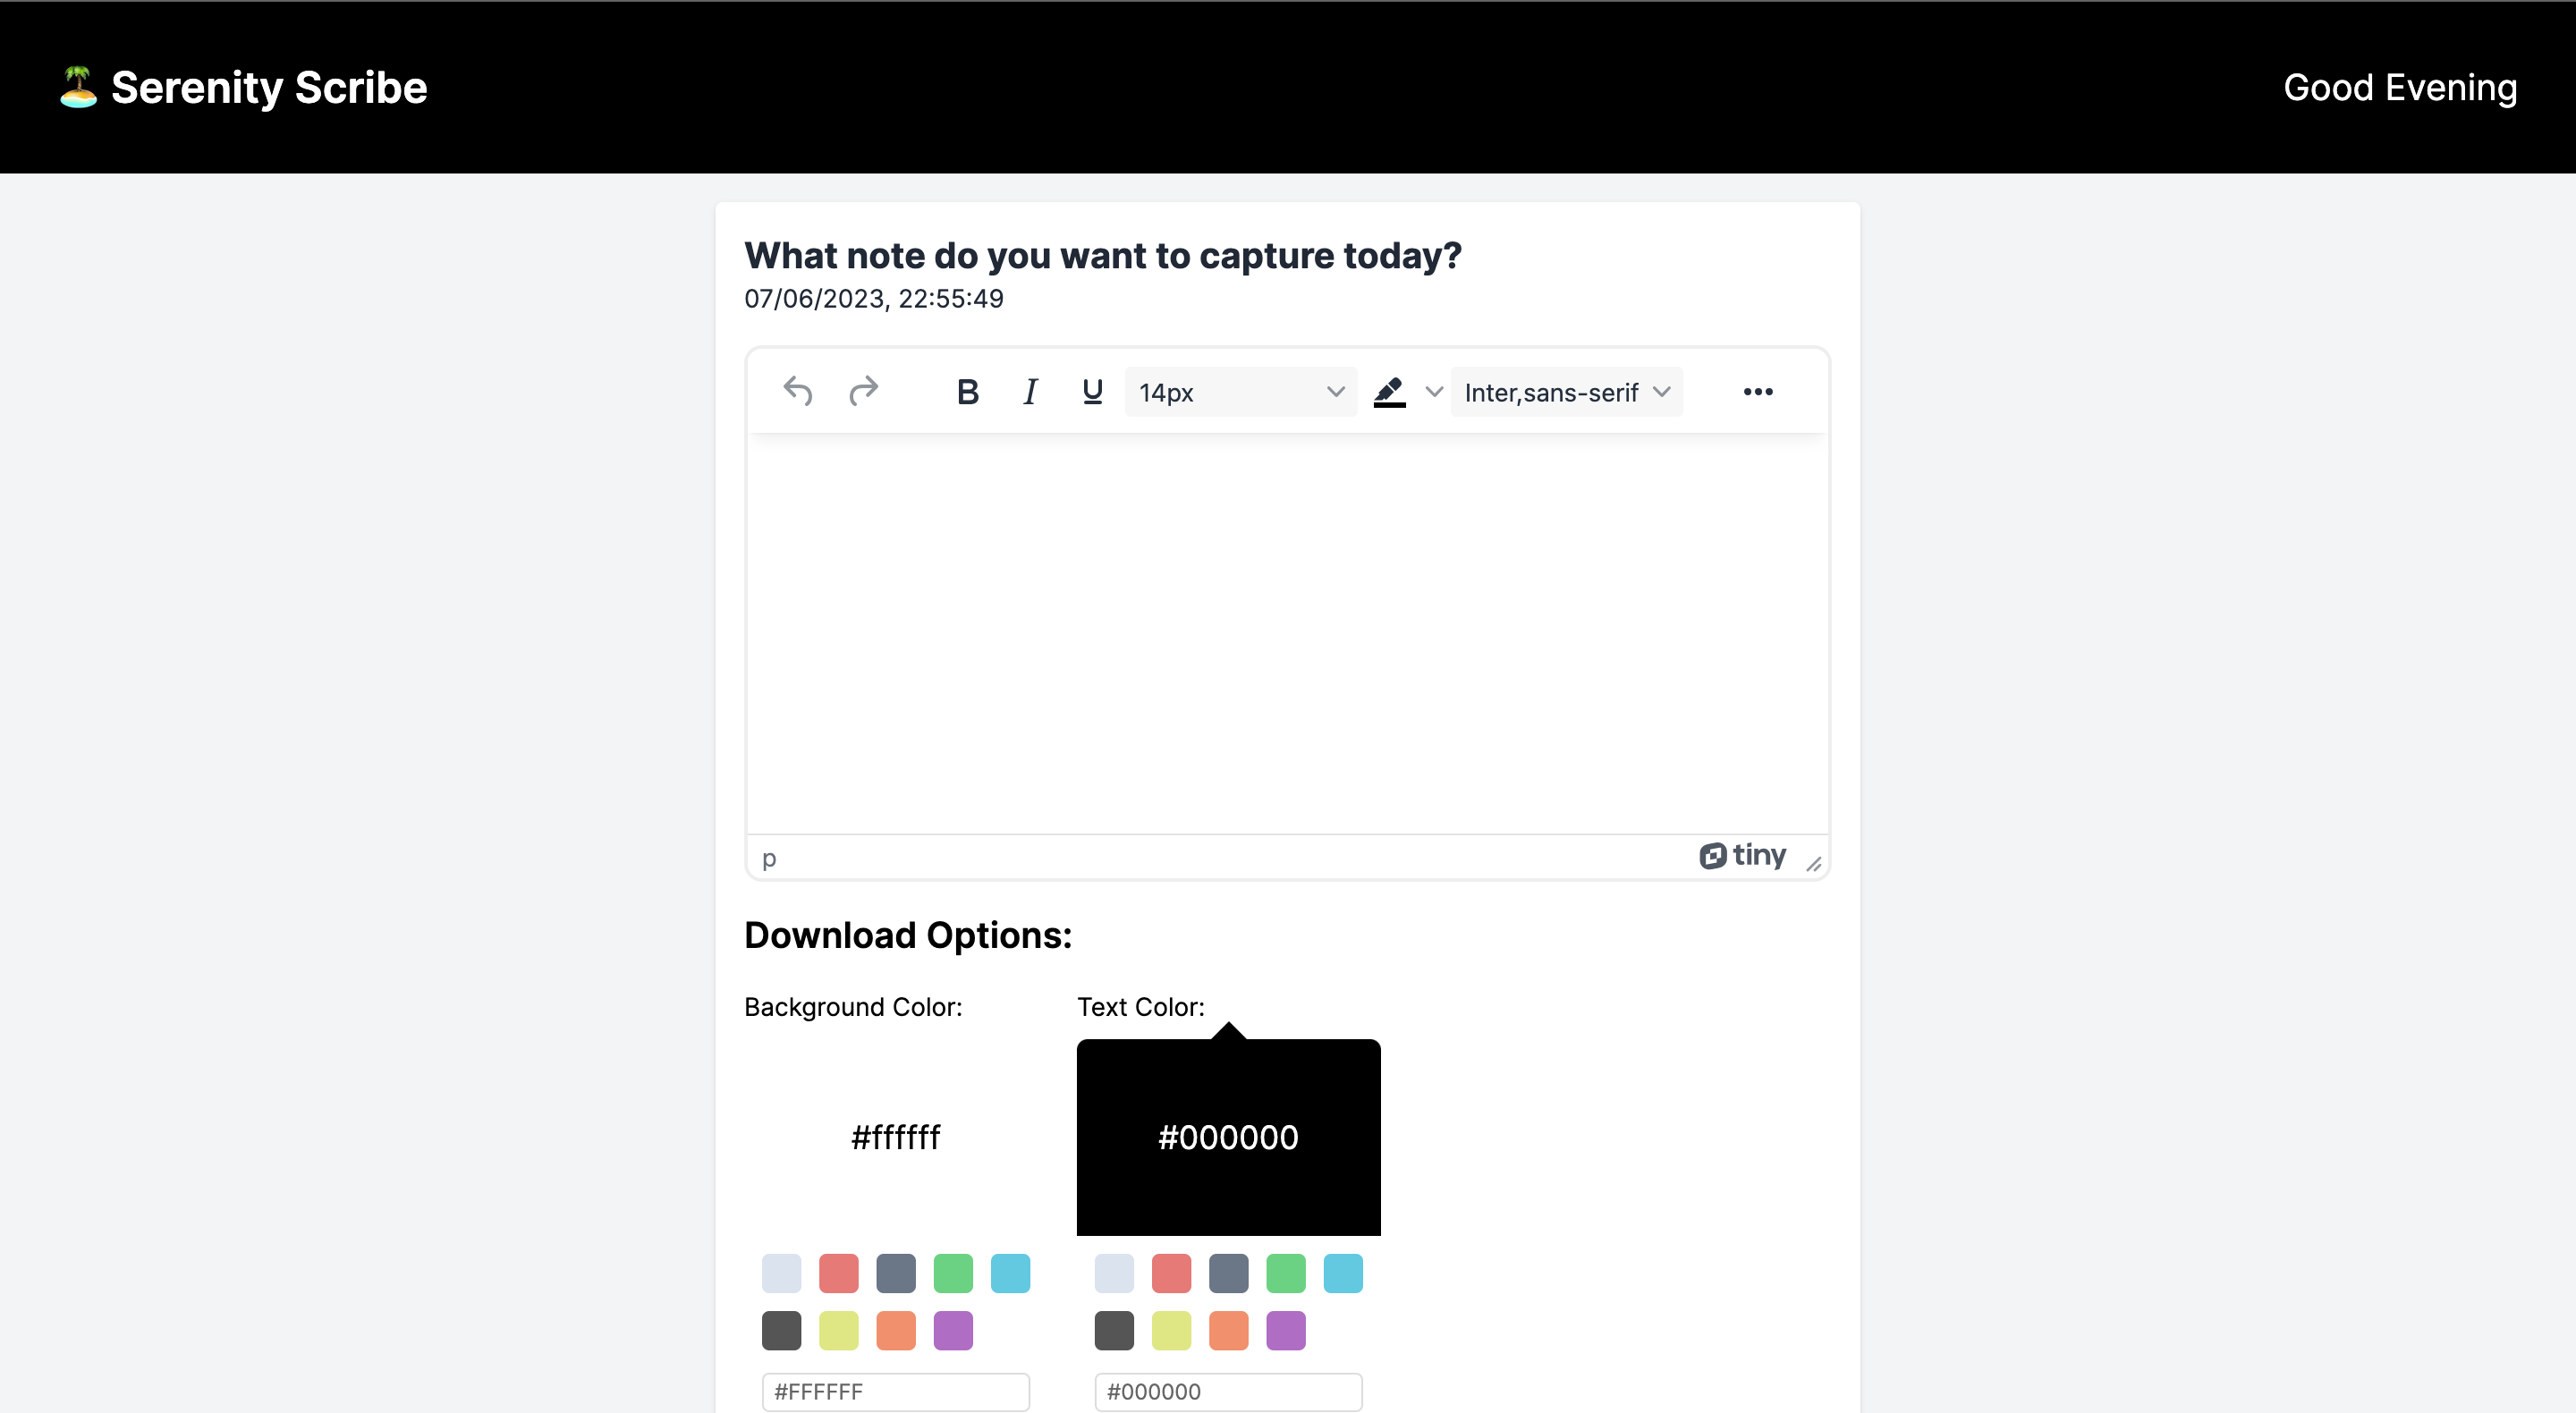 Serenity Scribe
Good Evening
What note do you want to capture today?
07/06/2023, 22:55:49
B I U 14px Inter,sans-serif
p tiny
Download Options:
Background Color: Text Color:
#ffffff #000000
#FFFFFF #000000